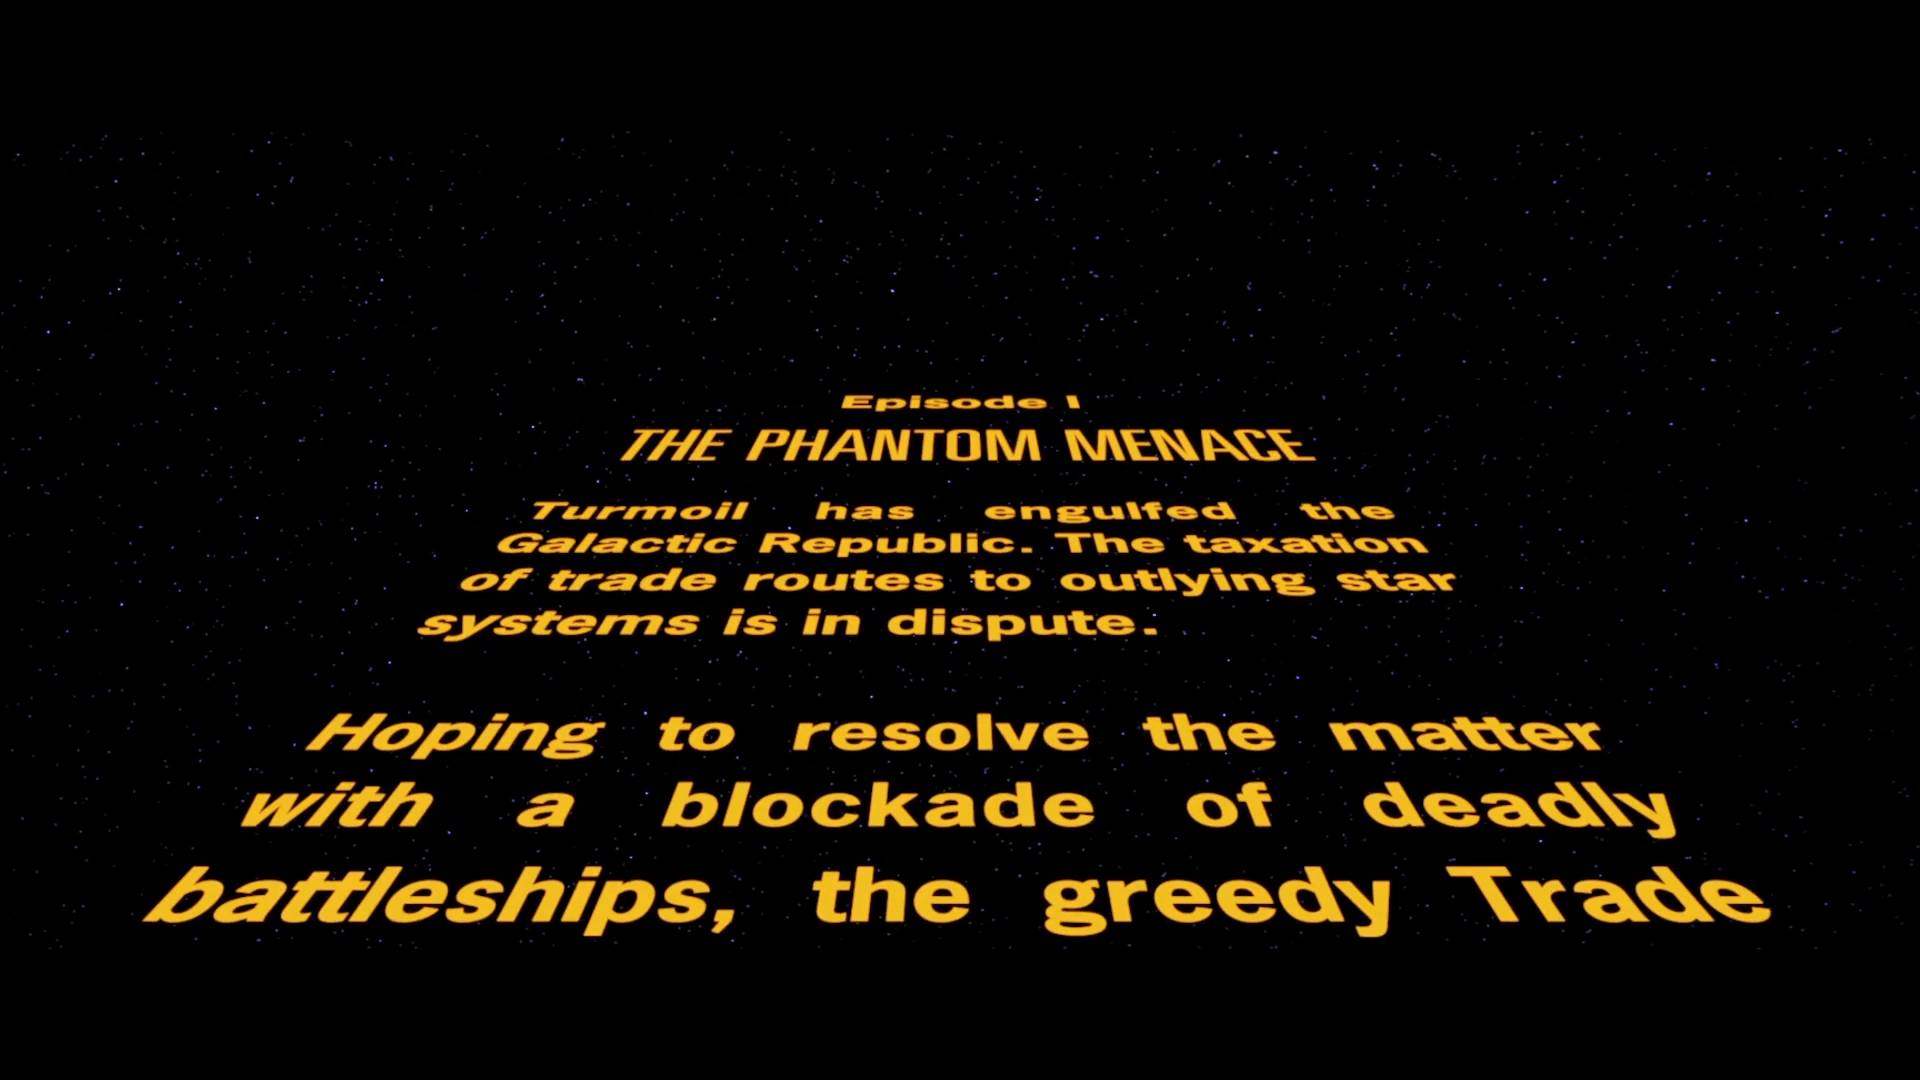 Episode I
THE PHANTOM MENACE
Turmoil has engulfed the
Galactic Republic. The taxation
of trade routes to outlying star
systems is in dispute.
Hoping to resolve the matter
with a blockade of deadly
battleships, the greedy Trade